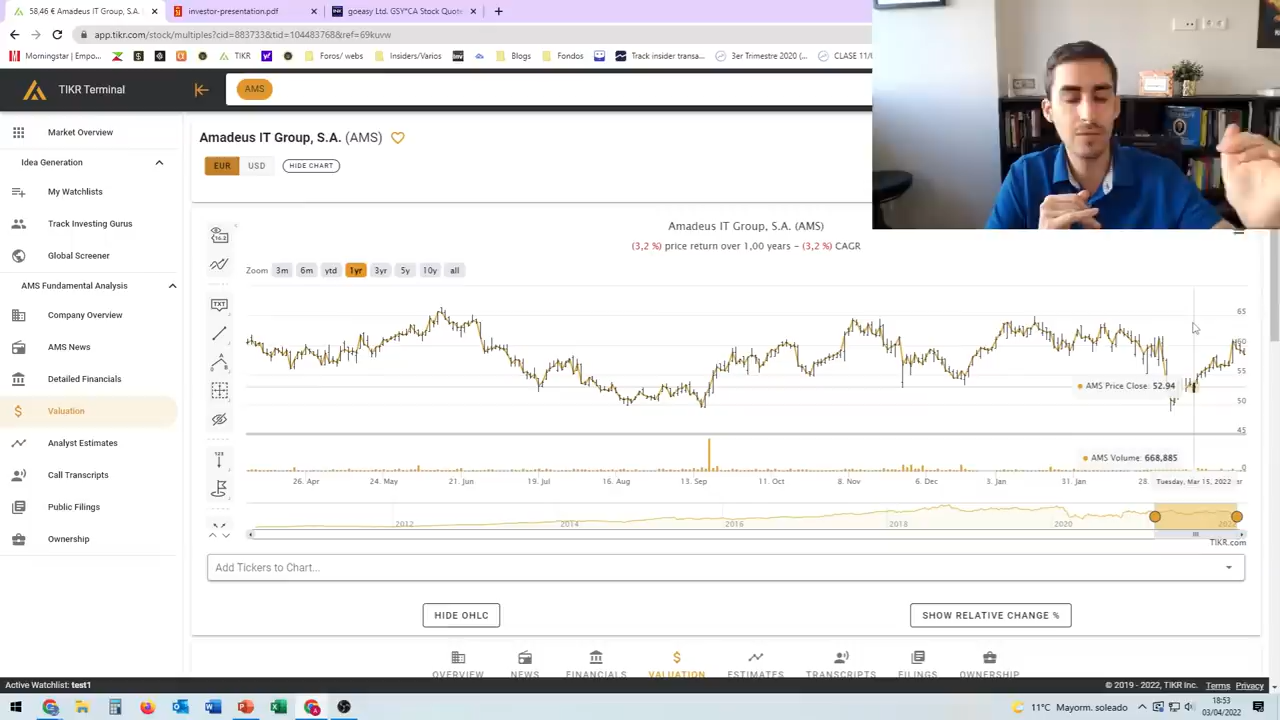 58,46 € Amadeus IT Group, S.A.
investor-presentation.pdf
goeasy Ltd. GSY*CA Stock Quote
app.tikr.com/stock/multiples?cid=883733&tid=104483768&ref=69kuvw
Morningstar | Empo...
TIKR
Foros/ webs
Insiders/Varios
Blogs
Fondos
Track insider transa...
3er Trimestre 2020 (...
CLASE 11/
TIKR Terminal
AMS
Market Overview
Idea Generation
My Watchlists
Track Investing Gurus
Global Screener
AMS Fundamental Analysis
Company Overview
AMS News
Detailed Financials
Valuation
Analyst Estimates
Call Transcripts
Public Filings
Ownership
Amadeus IT Group, S.A. (AMS)
EUR USD HIDE CHART
Amadeus IT Group, S.A. (AMS)
(3,2 %) price return over 1,00 years – (3,2 %) CAGR
Zoom 3m 6m ytd 1yr 3yr 5y 10y all
TXT
65
60
55
50
45
0
AMS Price Close: 52.94
AMS Volume: 668,885
26. Apr 24. May 21. Jun 19. Jul 16. Aug 13. Sep 11. Oct 8. Nov 6. Dec 3. Jan 31. Jan 28. Tuesday, Mar 15, 2022
2012 2014 2016 2018 2020
TIKR.com
Add Tickers to Chart...
HIDE OHLC
SHOW RELATIVE CHANGE %
OVERVIEW NEWS FINANCIALS VALUATION ESTIMATES TRANSCRIPTS FILINGS OWNERSHIP
Active Watchlist: test1
© 2019 - 2022, TIKR Inc. Terms Privacy
11°C Mayorm. soleado
18:53
03/04/2022